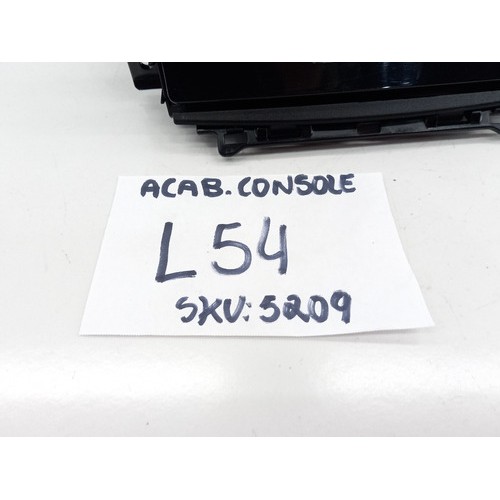 ACAB. CONSOLE
L54
SKU: 5209